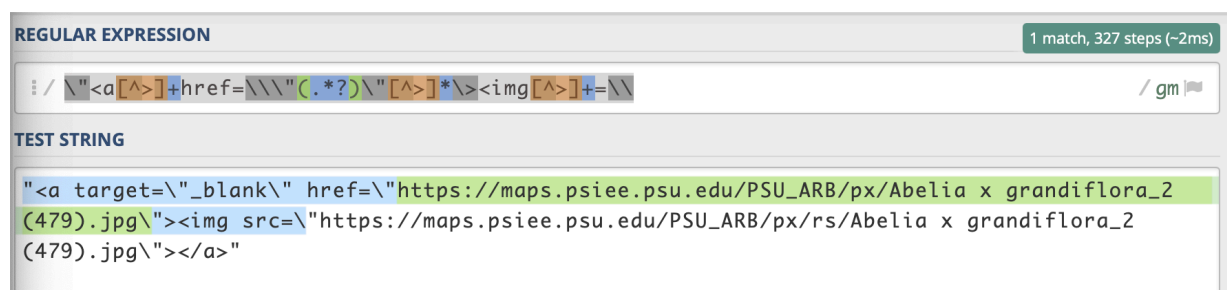 REGULAR EXPRESSION
1 match, 327 steps (~2ms)
/ \"<a[^>]+href=\\\"(.*?)\"[^>]*\><img[^>]+=\\ / gm
TEST STRING
"<a target=\"_blank\" href=\"https://maps.psiee.psu.edu/PSU_ARB/px/Abelia x grandiflora_2
(479).jpg\"><img src=\"https://maps.psiee.psu.edu/PSU_ARB/px/rs/Abelia x grandiflora_2
(479).jpg\"></a>"